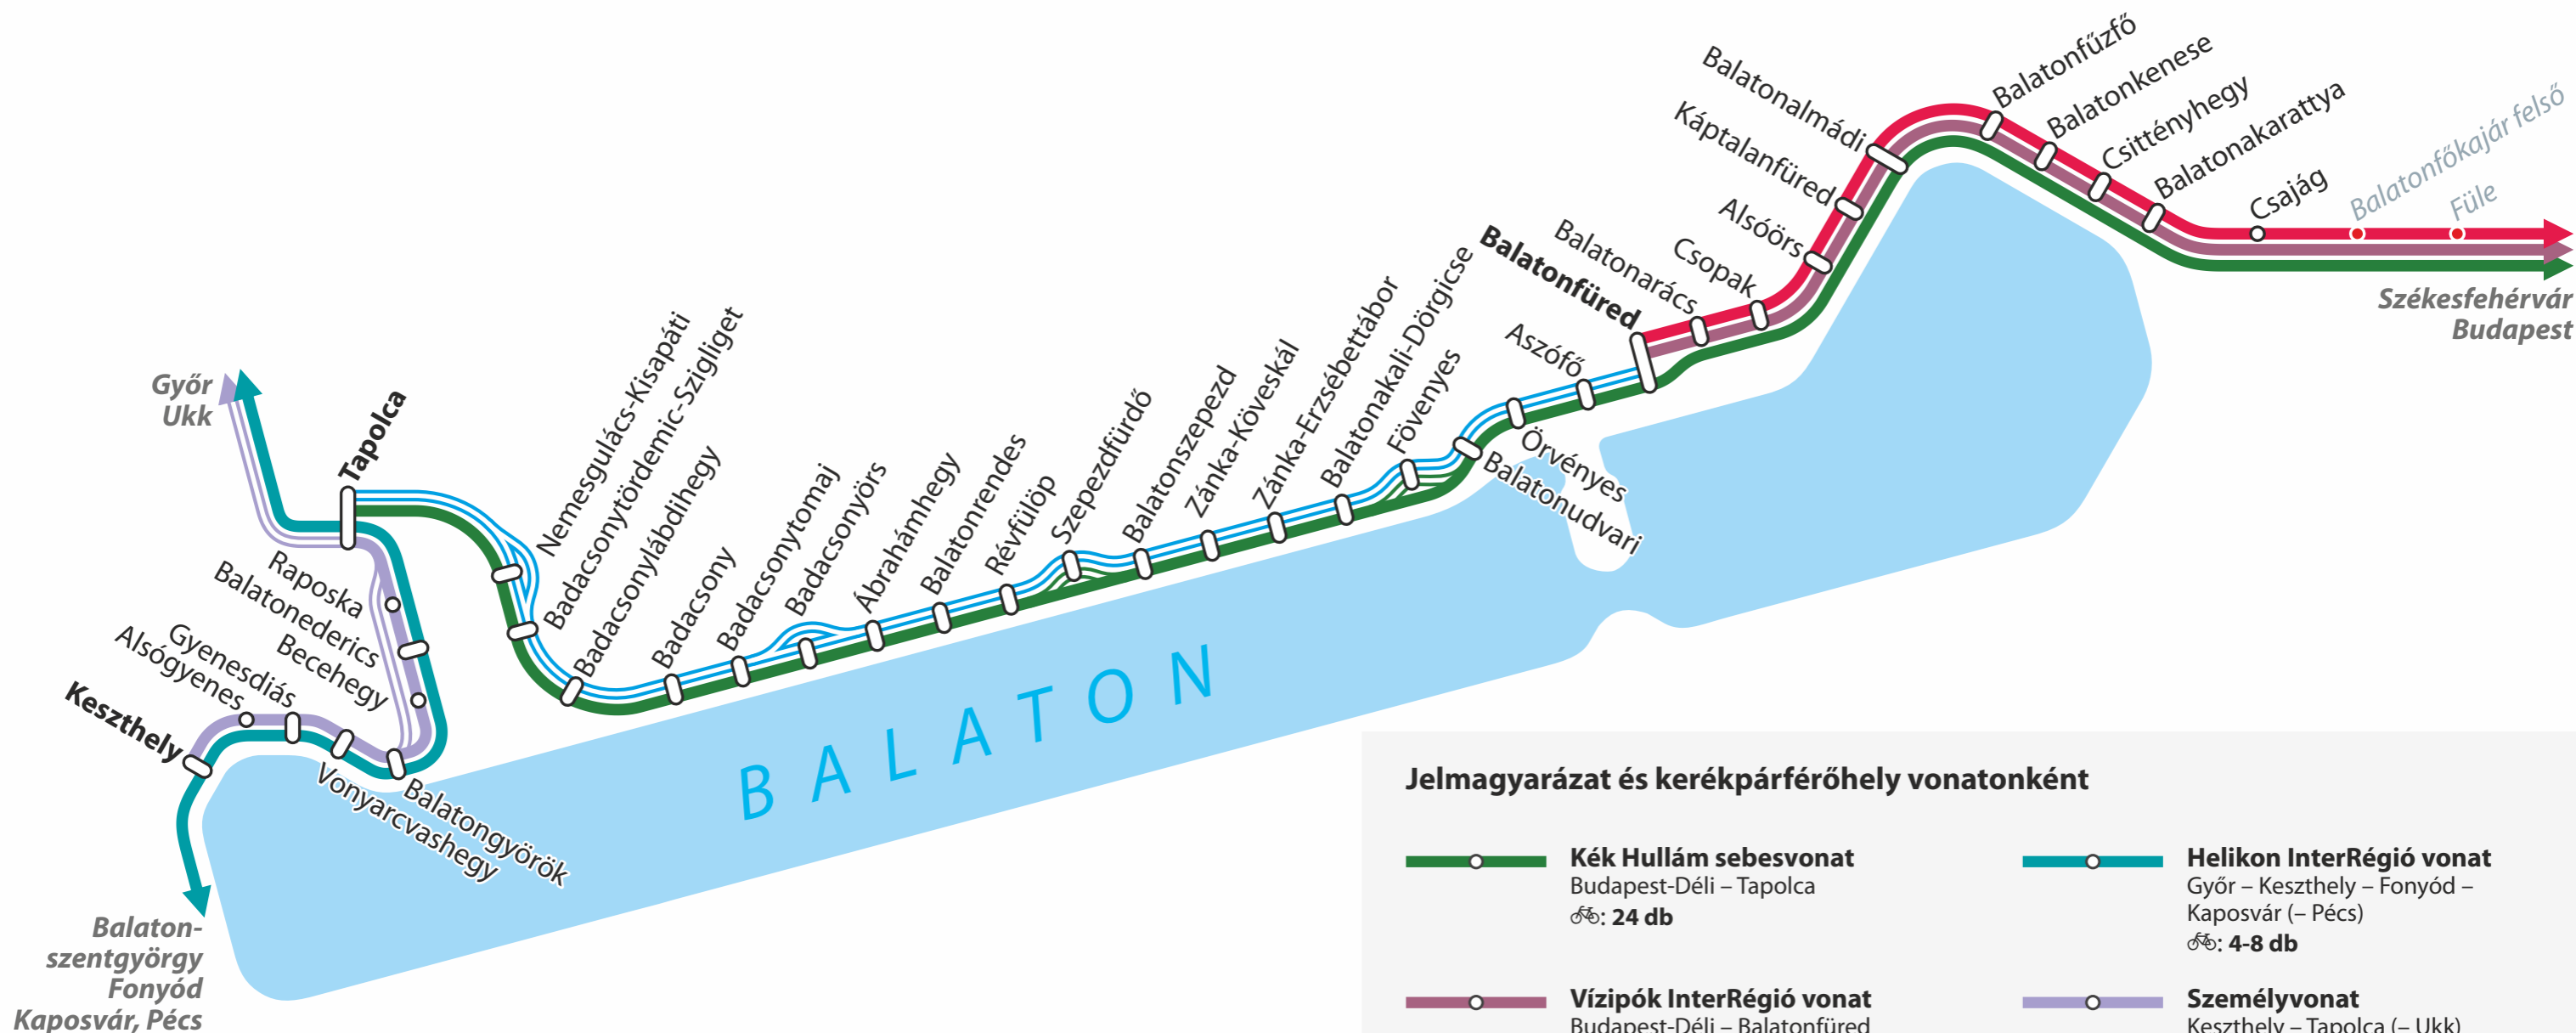 Balatonfűzfő
Balatonkenese
Csittényhegy
Balatonakarattya
Csajág
Balatonfőkajár felső
Füle
Székesfehérvár
Budapest
Balatonalmádi
Káptalanfüred
Alsóörs
Csopak
Balatonarács
Balatonfüred
Aszófő
Örvényes
Balatonudvari
Fövenyes
Balatonakali-Dörgicse
Zánka-Erzsébettábor
Zánka-Köveskál
Balatonszepezd
Szepezdfürdő
Révfülöp
Balatonrendes
Ábrahámhegy
Badacsonyörs
Badacsonytomaj
Badacsony
Badacsonylábdihegy
Badacsonytördemic-Szigliget
Nemesgulács-Kisapáti
Tapolca
Győr
Ukk
Raposka
Balatonederics
Becehegy
Gyenesdiás
Alsógyenes
Keszthely
Vonyarcvashegy
Balatongyörök
Balaton-
szentgyörgy
Fonyód
Kaposvár, Pécs
BALATON
Jelmagyarázat és kerékpárférőhely vonatonként
Kék Hullám sebesvonat
Budapest-Déli – Tapolca
: 24 db
Helikon InterRégió vonat
Győr – Keszthely – Fonyód –
Kaposvár (– Pécs)
: 4-8 db
Vízipók InterRégió vonat
Budapest-Déli – Balatonfüred
Személyvonat
Keszthely – Tapolca (– Ukk)